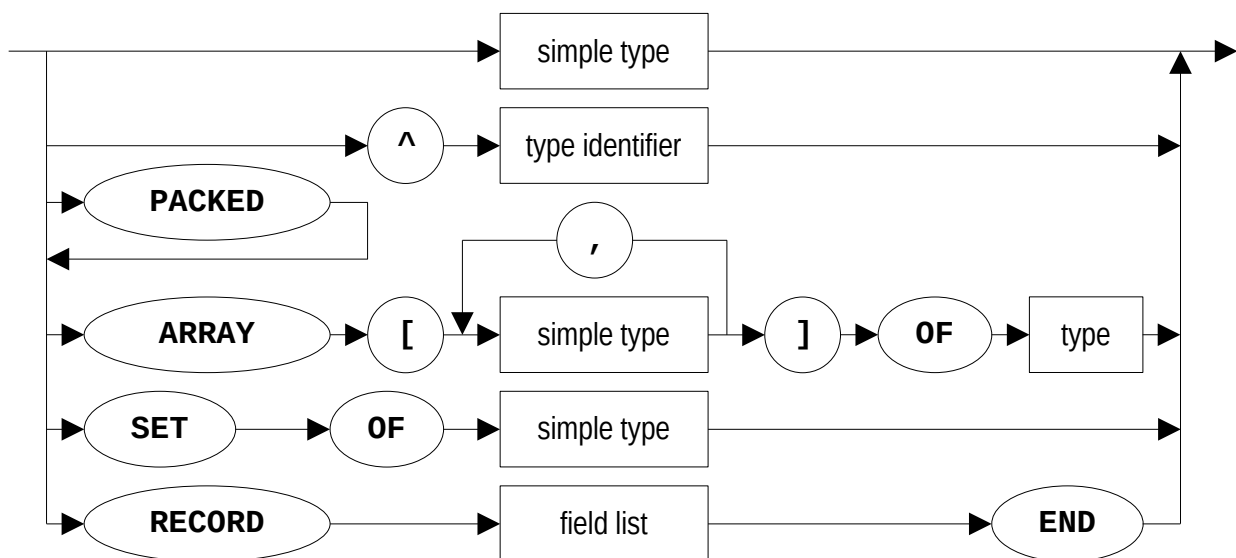 simple type
^ type identifier
PACKED
,
ARRAY [ simple type ] OF type
SET OF simple type
RECORD field list END